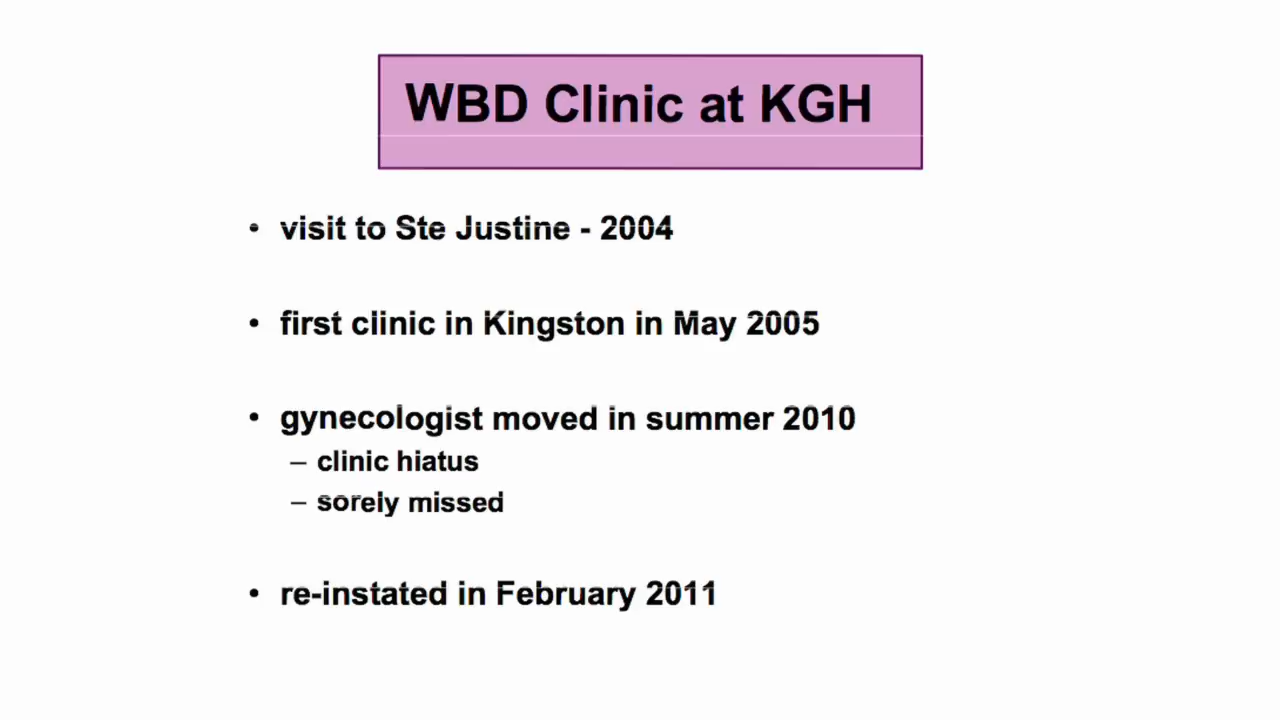 WBD Clinic at KGH
• visit to Ste Justine - 2004
• first clinic in Kingston in May 2005
• gynecologist moved in summer 2010
– clinic hiatus
– sorely missed
• re-instated in February 2011